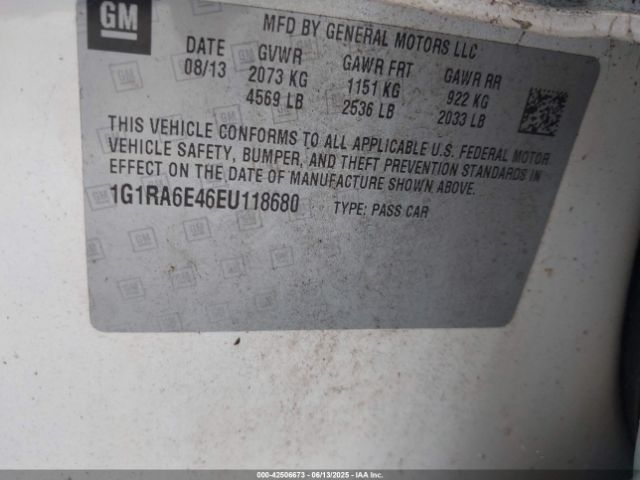 GM
MFD BY GENERAL MOTORS LLC
DATE GVWR GAWR FRT GAWR RR
08/13 2073 KG 1151 KG 922 KG
4569 LB 2536 LB 2033 LB
THIS VEHICLE CONFORMS TO ALL APPLICABLE U.S. FEDERAL MOTOR
VEHICLE SAFETY, BUMPER, AND THEFT PREVENTION STANDARDS IN
EFFECT ON THE DATE OF MANUFACTURE SHOWN ABOVE.
1G1RA6E46EU118680 TYPE: PASS CAR
000-42506673 - 06/13/2025 - IAAI.COM